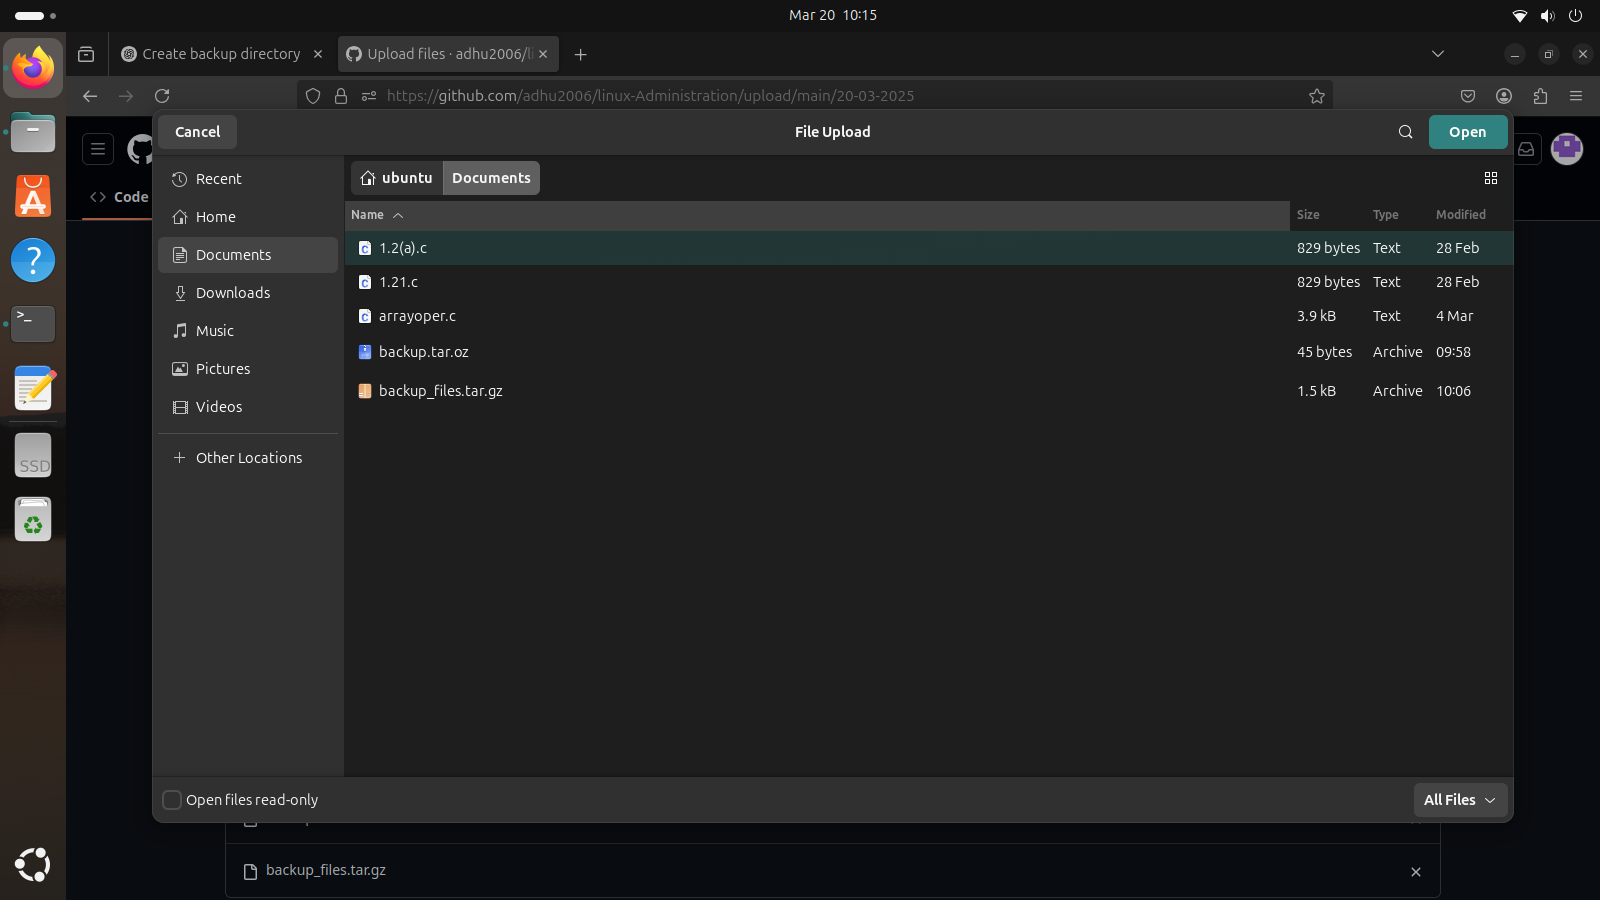 Mar 20 10:15
Create backup directory
Upload files · adhu2006/li
https://github.com/adhu2006/linux-Administration/upload/main/20-03-2025
Cancel
File Upload
Open
Code
Recent
Home
Documents
Downloads
Music
Pictures
Videos
Other Locations
ubuntu
Documents
Name Size Type Modified
1.2(a).c 829 bytes Text 28 Feb
1.21.c 829 bytes Text 28 Feb
arrayoper.c 3.9 kB Text 4 Mar
backup.tar.oz 45 bytes Archive 09:58
backup_files.tar.gz 1.5 kB Archive 10:06
SSD
Open files read-only
All Files
backup_files.tar.gz